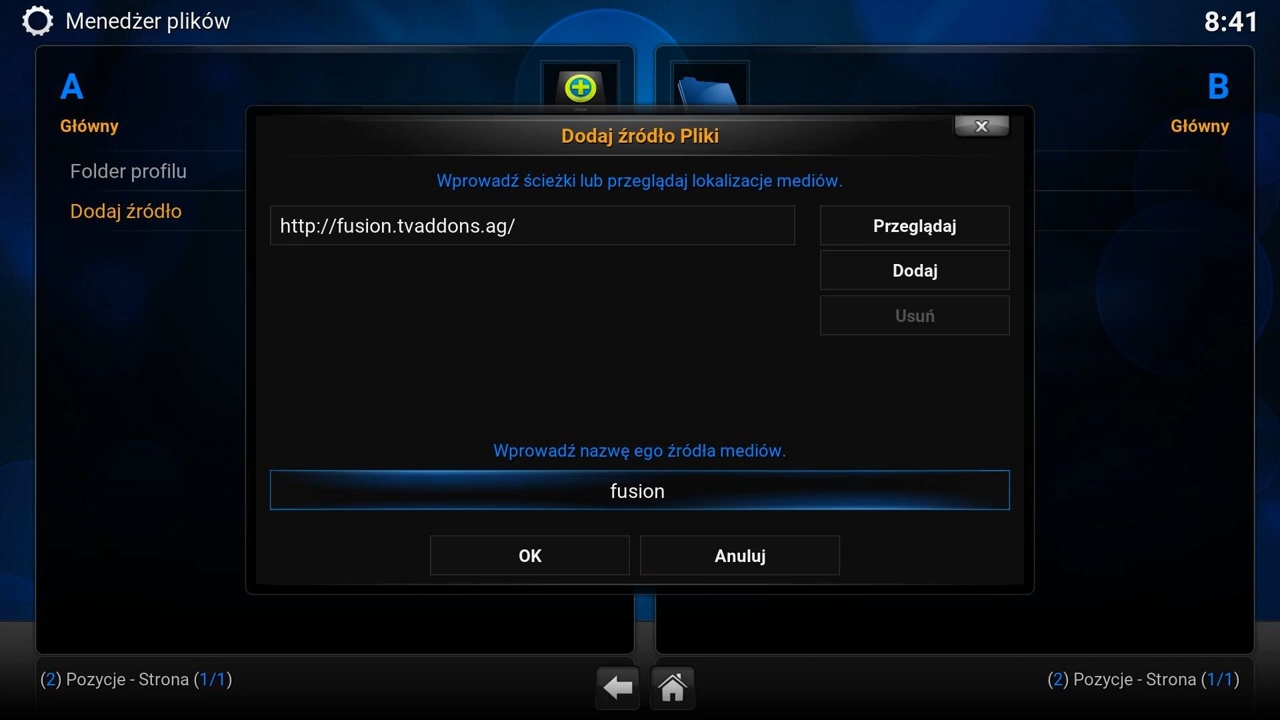 Menedżer plików
8:41
A
B
Główny
Główny
Folder profilu
Dodaj źródło
Dodaj źródło Pliki
Wprowadź ścieżki lub przeglądaj lokalizacje mediów.
http://fusion.tvaddons.ag/
Przeglądaj
Dodaj
Usuń
Wprowadź nazwę ego źródła mediów.
fusion
OK
Anuluj
(2) Pozycje - Strona (1/1)
(2) Pozycje - Strona (1/1)